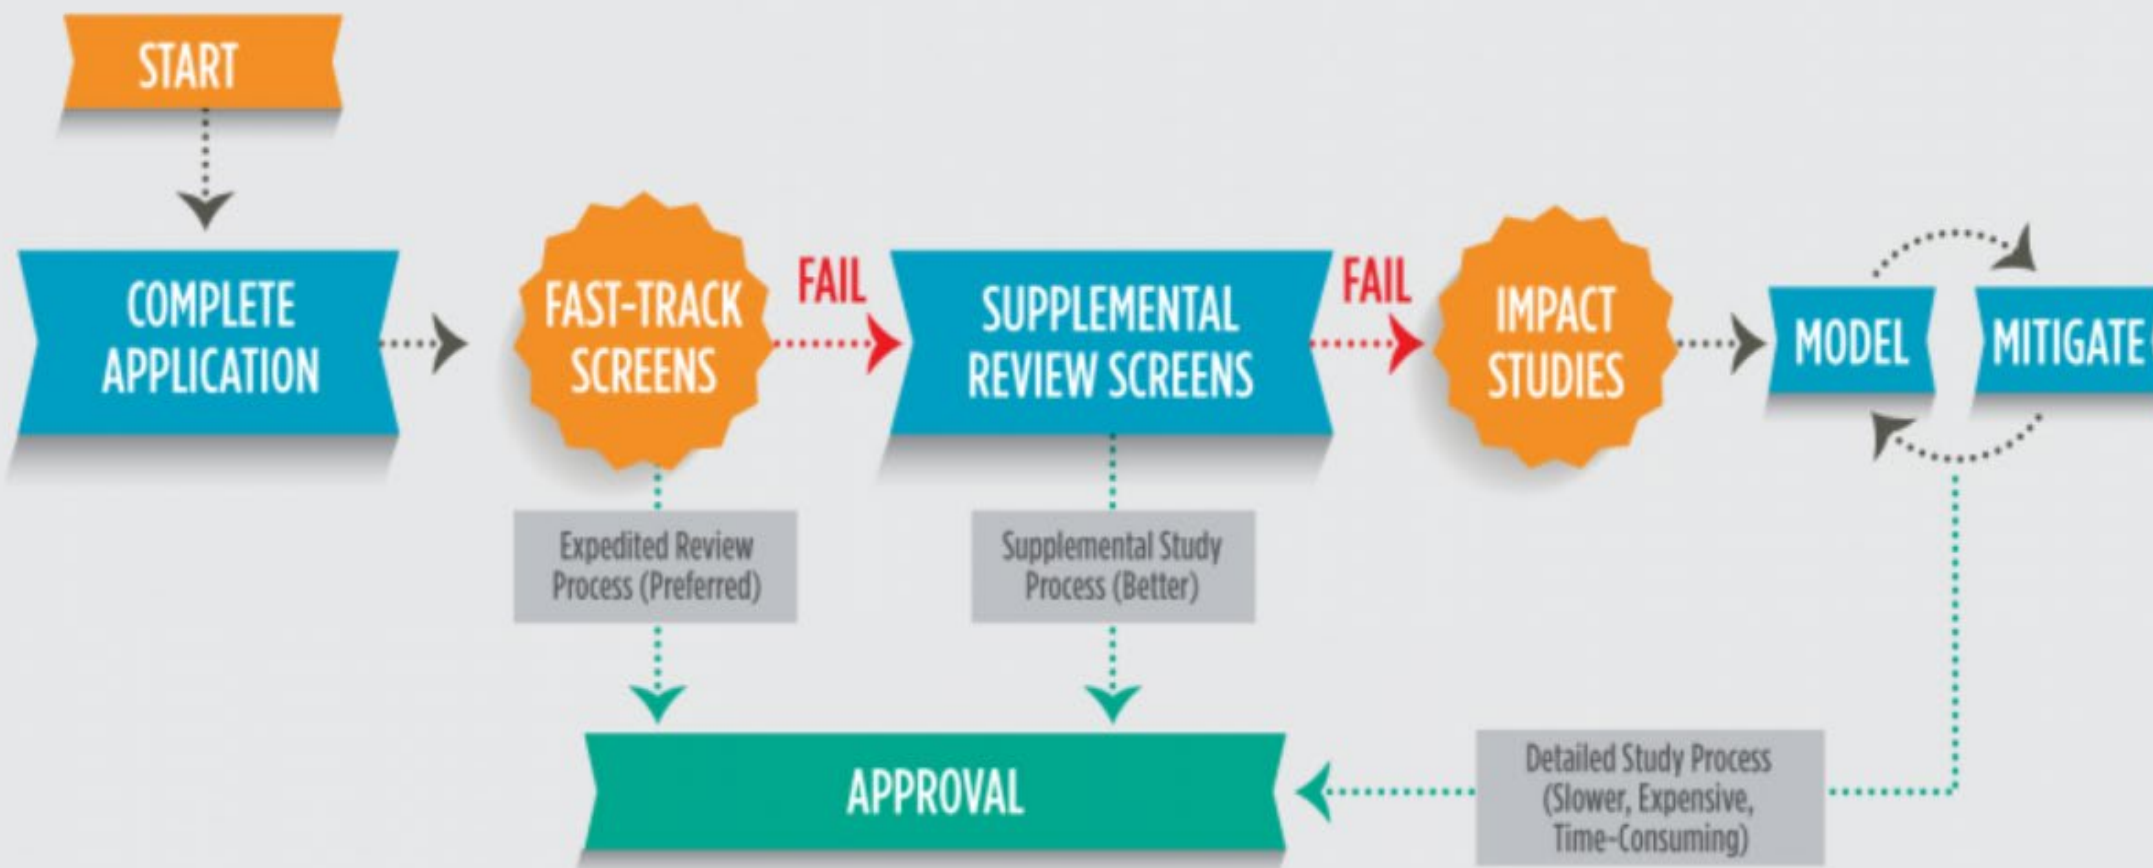 START
COMPLETE
APPLICATION
FAST-TRACK
SCREENS
FAIL
SUPPLEMENTAL
REVIEW SCREENS
FAIL
IMPACT
STUDIES
MODEL
MITIGATE
Expedited Review
Process (Preferred)
Supplemental Study
Process (Better)
APPROVAL
Detailed Study Process
(Slower, Expensive,
Time-Consuming)